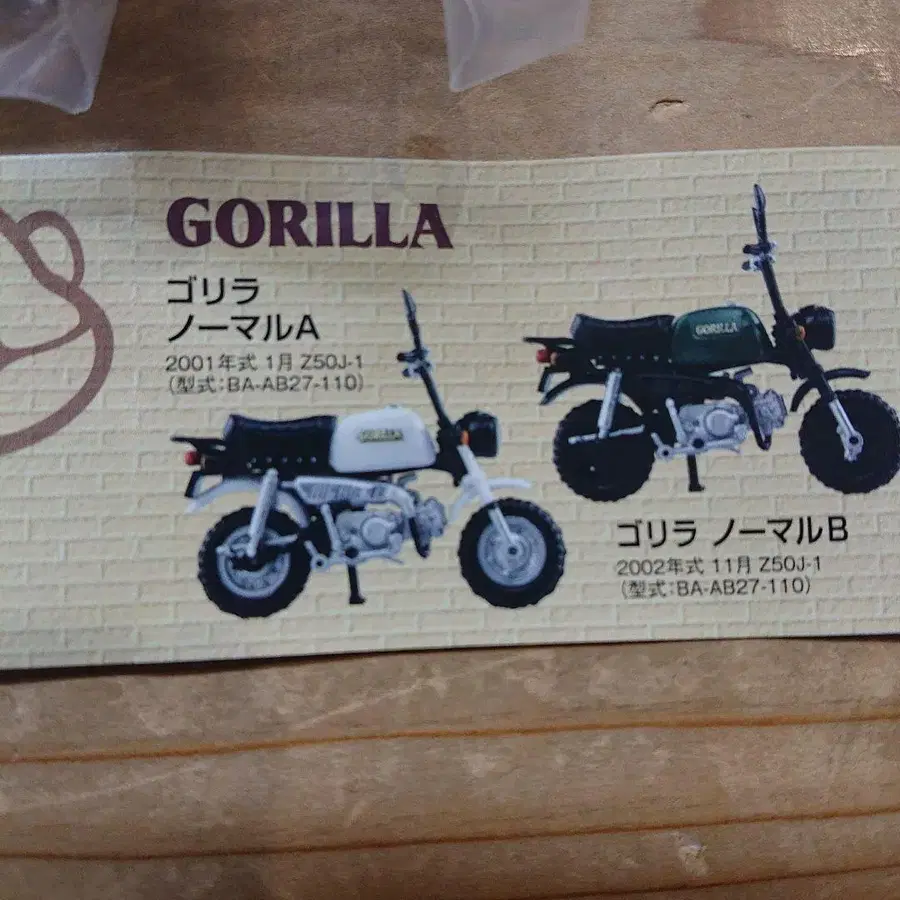 GORILLA
ゴリラ
ノーマルA
2001年式 1月 Z50J-1
(型式:BA-AB27-110)
GORILLA
GORILLA
ゴリラ ノーマルB
2002年式 11月 Z50J-1
(型式:BA-AB27-110)